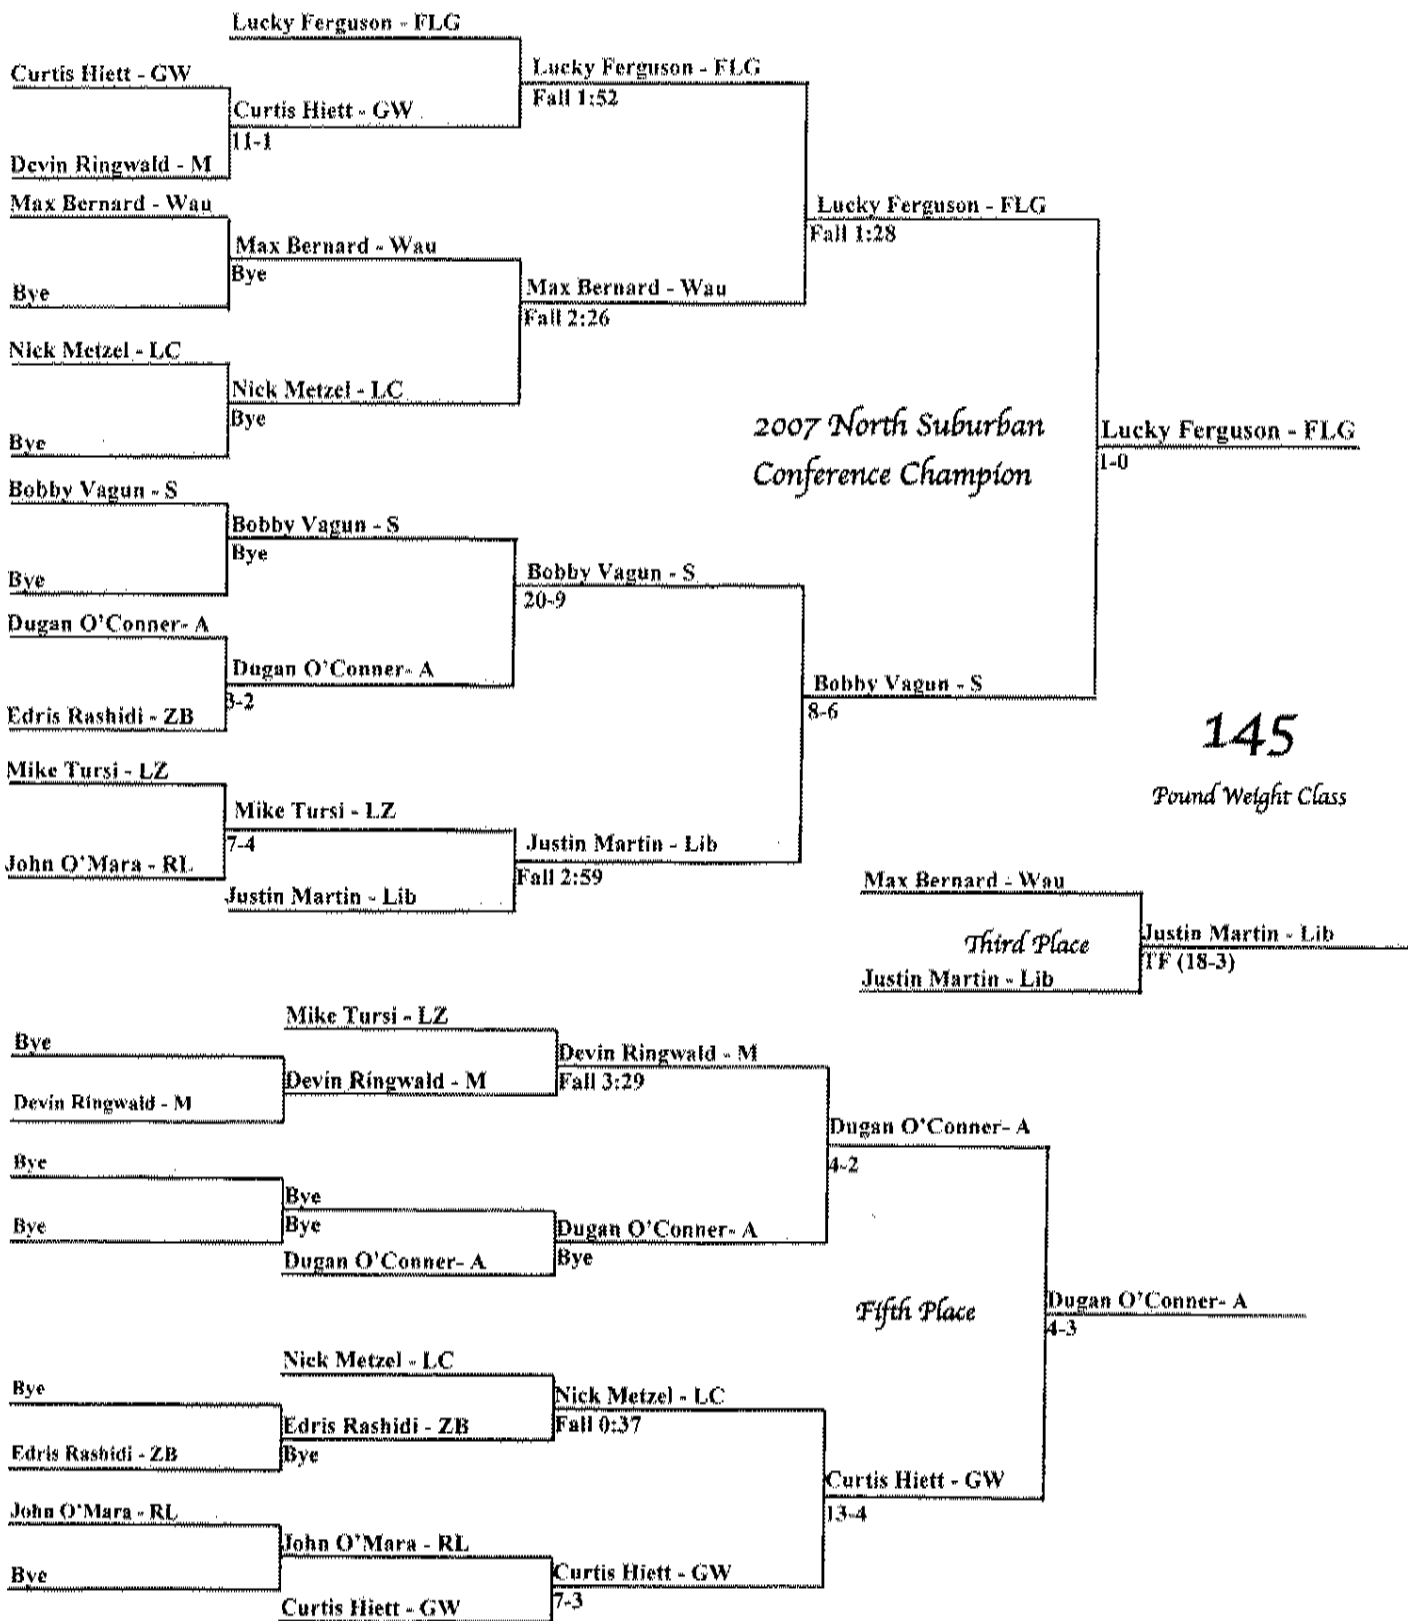 Lucky Ferguson - FLG
Curtis Hiett - GW
Lucky Ferguson - FLG
Fall 1:52
Curtis Hiett - GW
11-1
Devin Ringwald - M
Max Bernard - Wau
Lucky Ferguson - FLG
Fall 1:28
Max Bernard - Wau
Bye
Bye
Max Bernard - Wau
Fall 2:26
Nick Metzel - LC
Nick Metzel - LC
Bye
Bye
2007 North Suburban
Conference Champion
Lucky Ferguson - FLG
1-0
Bobby Vagun - S
Bobby Vagun - S
Bye
Bye
Bobby Vagun - S
20-9
Dugan O'Conner- A
Dugan O'Conner- A
3-2
Edris Rashidi - ZB
Bobby Vagun - S
8-6
145
Pound Weight Class
Mike Tursi - LZ
Mike Tursi - LZ
7-4
John O'Mara - RL
Justin Martin - Lib
Fall 2:59
Justin Martin - Lib
Max Bernard - Wau
Third Place
Justin Martin - Lib
TF (18-3)
Justin Martin - Lib
Mike Tursi - LZ
Bye
Devin Ringwald - M
Fall 3:29
Devin Ringwald - M
Devin Ringwald - M
Dugan O'Conner- A
4-2
Bye
Bye
Bye
Bye
Dugan O'Conner- A
Bye
Dugan O'Conner- A
Fifth Place
Dugan O'Conner- A
4-3
Nick Metzel - LC
Bye
Nick Metzel - LC
Fall 0:37
Edris Rashidi - ZB
Bye
Edris Rashidi - ZB
Curtis Hiett - GW
13-4
John O'Mara - RL
John O'Mara - RL
Bye
Curtis Hiett - GW
7-3
Curtis Hiett - GW